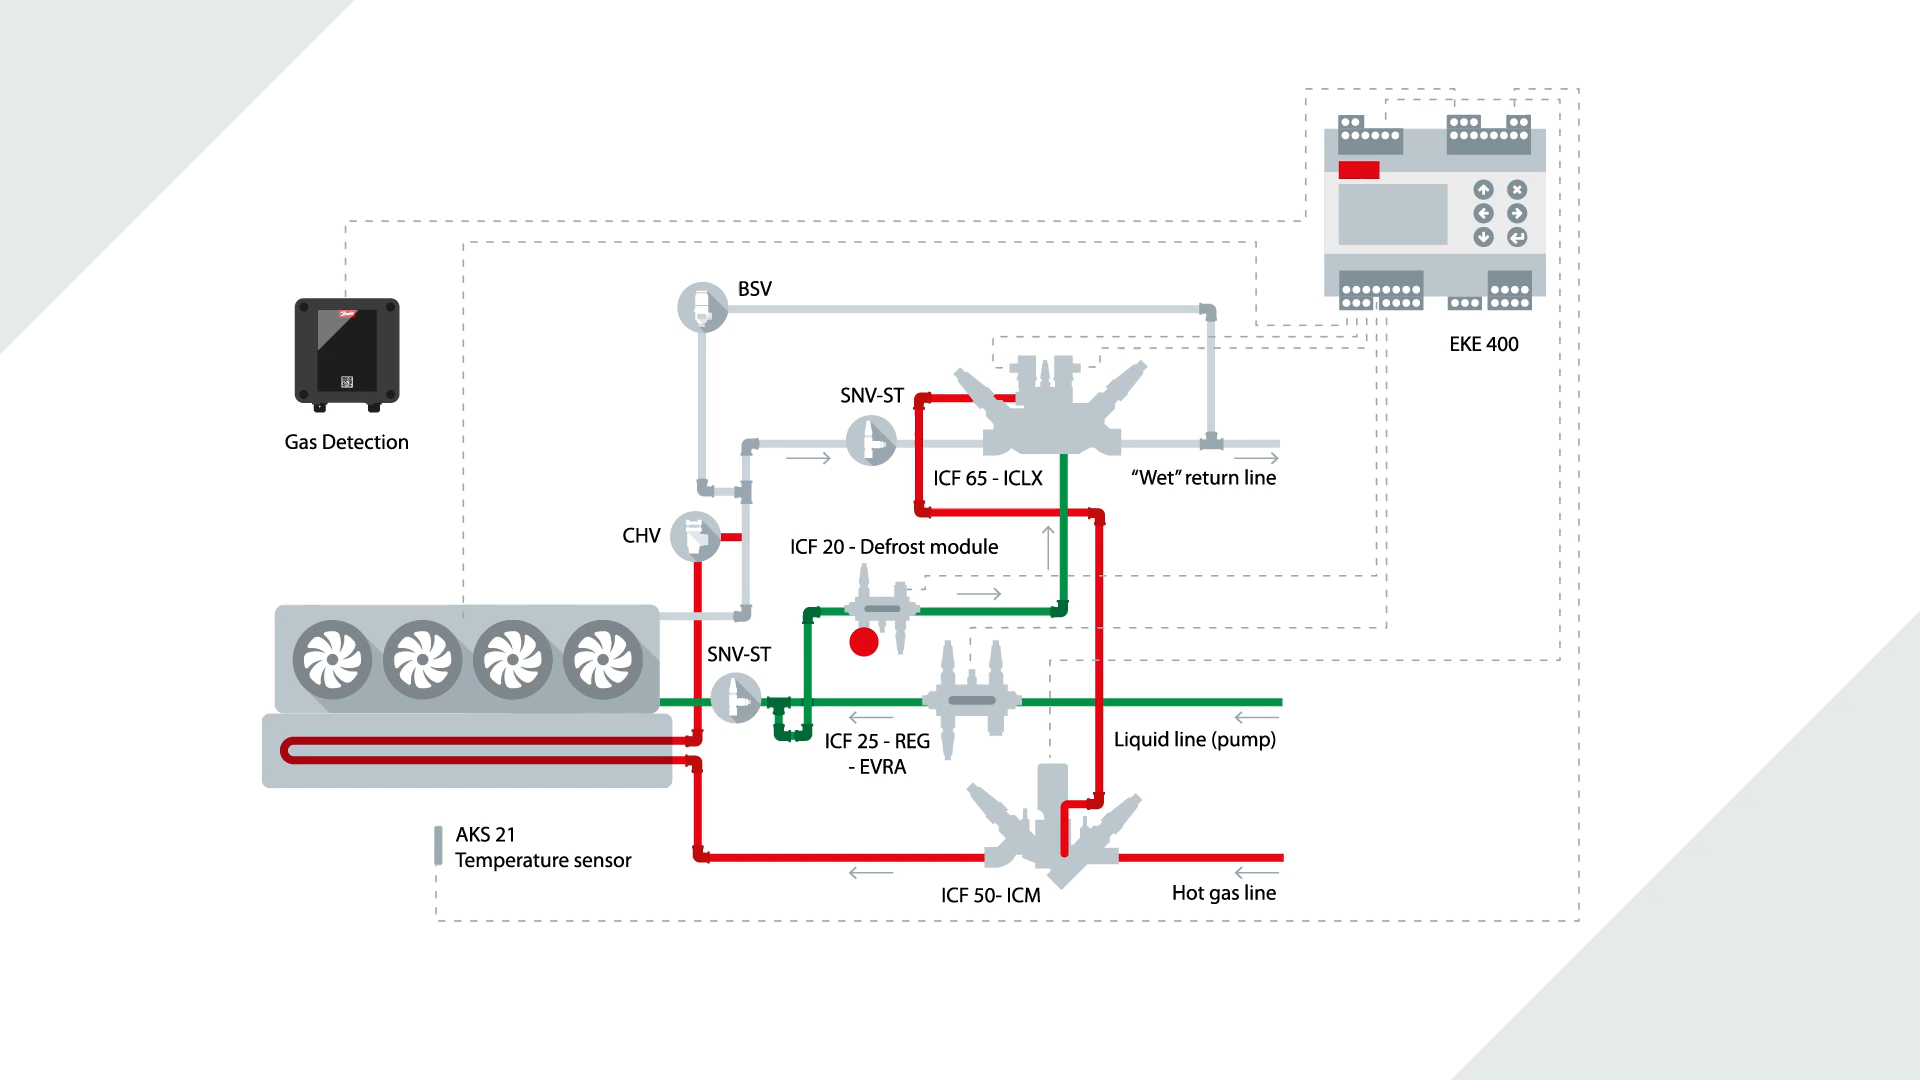 EKE 400
BSV
SNV-ST
Gas Detection
ICF 65 - ICLX
“Wet” return line
CHV
ICF 20 - Defrost module
SNV-ST
ICF 25 - REG
- EVRA
Liquid line (pump)
AKS 21
Temperature sensor
ICF 50- ICM
Hot gas line